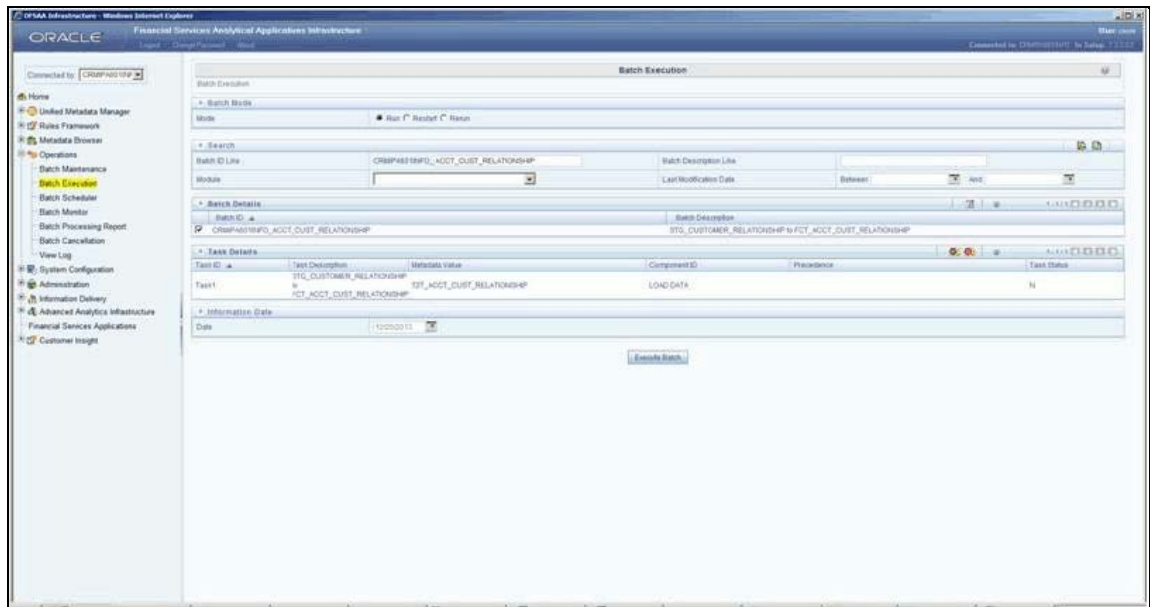 OFSAA Infrastructure - Windows Internet Explorer
ORACLE
Financial Services Analytical Applications Infrastructure
About
Connected to
Home
Unified Metadata Manager
Rules Framework
Metadata Browser
Operations
Batch Maintenance
Batch Execution
Batch Scheduler
Batch Monitor
Batch Processing Report
Batch Cancellation
View Log
System Configuration
Administration
Information Delivery
Advanced Analytics Infrastructure
Financial Services Applications
Customer Insight
Batch Execution
Batch Execution
Batch Mode
Mode Run Restart Rerun
Search
Batch ID Like _ACCT_CUST_RELATIONSHIP Batch Description Like
Module Last Modification Date Between And
Batch Details
Batch ID Batch Description
_ACCT_CUST_RELATIONSHIP STG_CUSTOMER_RELATIONSHIP to FCT_ACCT_CUST_RELATIONSHIP
Task Details
Task ID Task Description Metadata Value Component ID Precedence Task Status
Task1 STG_CUSTOMER_RELATIONSHIP to FCT_ACCT_CUST_RELATIONSHIP T2T_ACCT_CUST_RELATIONSHIP LOAD DATA N
Information Date
Date
Execute Batch